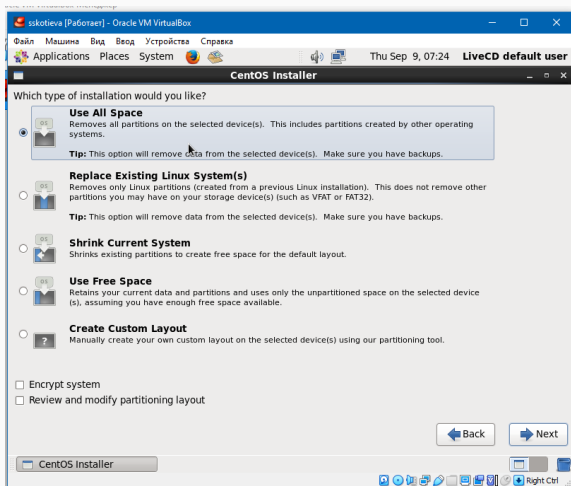 sskotieva [Работает] - Oracle VM VirtualBox
Файл Машина Вид Ввод Устройства Справка
Applications Places System Thu Sep 9, 07:24 LiveCD default user
CentOS Installer
Which type of installation would you like?
Use All Space
Removes all partitions on the selected device(s). This includes partitions created by other operating
systems.
Tip: This option will remove data from the selected device(s). Make sure you have backups.
Replace Existing Linux System(s)
Removes only Linux partitions (created from a previous Linux installation). This does not remove other
partitions you may have on your storage device(s) (such as VFAT or FAT32).
Tip: This option will remove data from the selected device(s). Make sure you have backups.
Shrink Current System
Shrinks existing partitions to create free space for the default layout.
Use Free Space
Retains your current data and partitions and uses only the unpartitioned space on the selected device
(s), assuming you have enough free space available.
Create Custom Layout
Manually create your own custom layout on the selected device(s) using our partitioning tool.
Encrypt system
Review and modify partitioning layout
Back Next
CentOS Installer
Right Ctrl